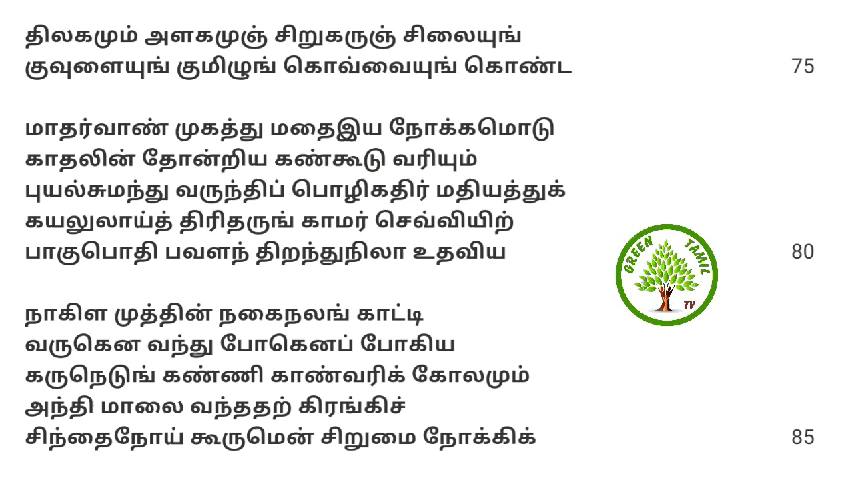 திலகமும் அளகமுஞ் சிறுகருஞ் சிலையுங்
குவுளையுங் குமிழுங் கொவ்வையுங் கொண்ட 75
மாதர்வாண் முகத்து மதைஇய நோக்கமொடு
காதலின் தோன்றிய கண்கூடு வரியும்
புயல்சுமந்து வருந்திப் பொழிகதிர் மதியத்துக்
கயலுலாய்த் திரிதருங் காமர் செவ்வியிற்
பாகுபொதி பவளந் திறந்துநிலா உதவிய 80
GREEN TAMIL
TV
நாகிள முத்தின் நகைநலங் காட்டி
வருகென வந்து போகெனப் போகிய
கருநெடுங் கண்ணி காண்வரிக் கோலமும்
அந்தி மாலை வந்ததற் கிரங்கிச்
சிந்தைநோய் கூருமென் சிறுமை நோக்கிக் 85